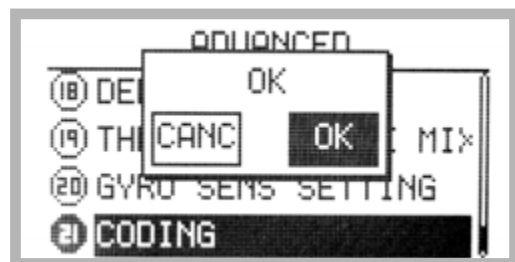 ADVANCED
OK
CANC OK
⑱ DE
⑲ TH MIX
⑳ GYRO SENS SETTING
㉑ CODING